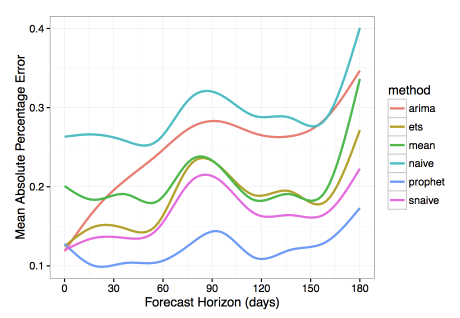 Mean Absolute Percentage Error
0.4
0.3
0.2
0.1
0 30 60 90 120 150 180
Forecast Horizon (days)
method
arima
ets
mean
naive
prophet
snaive